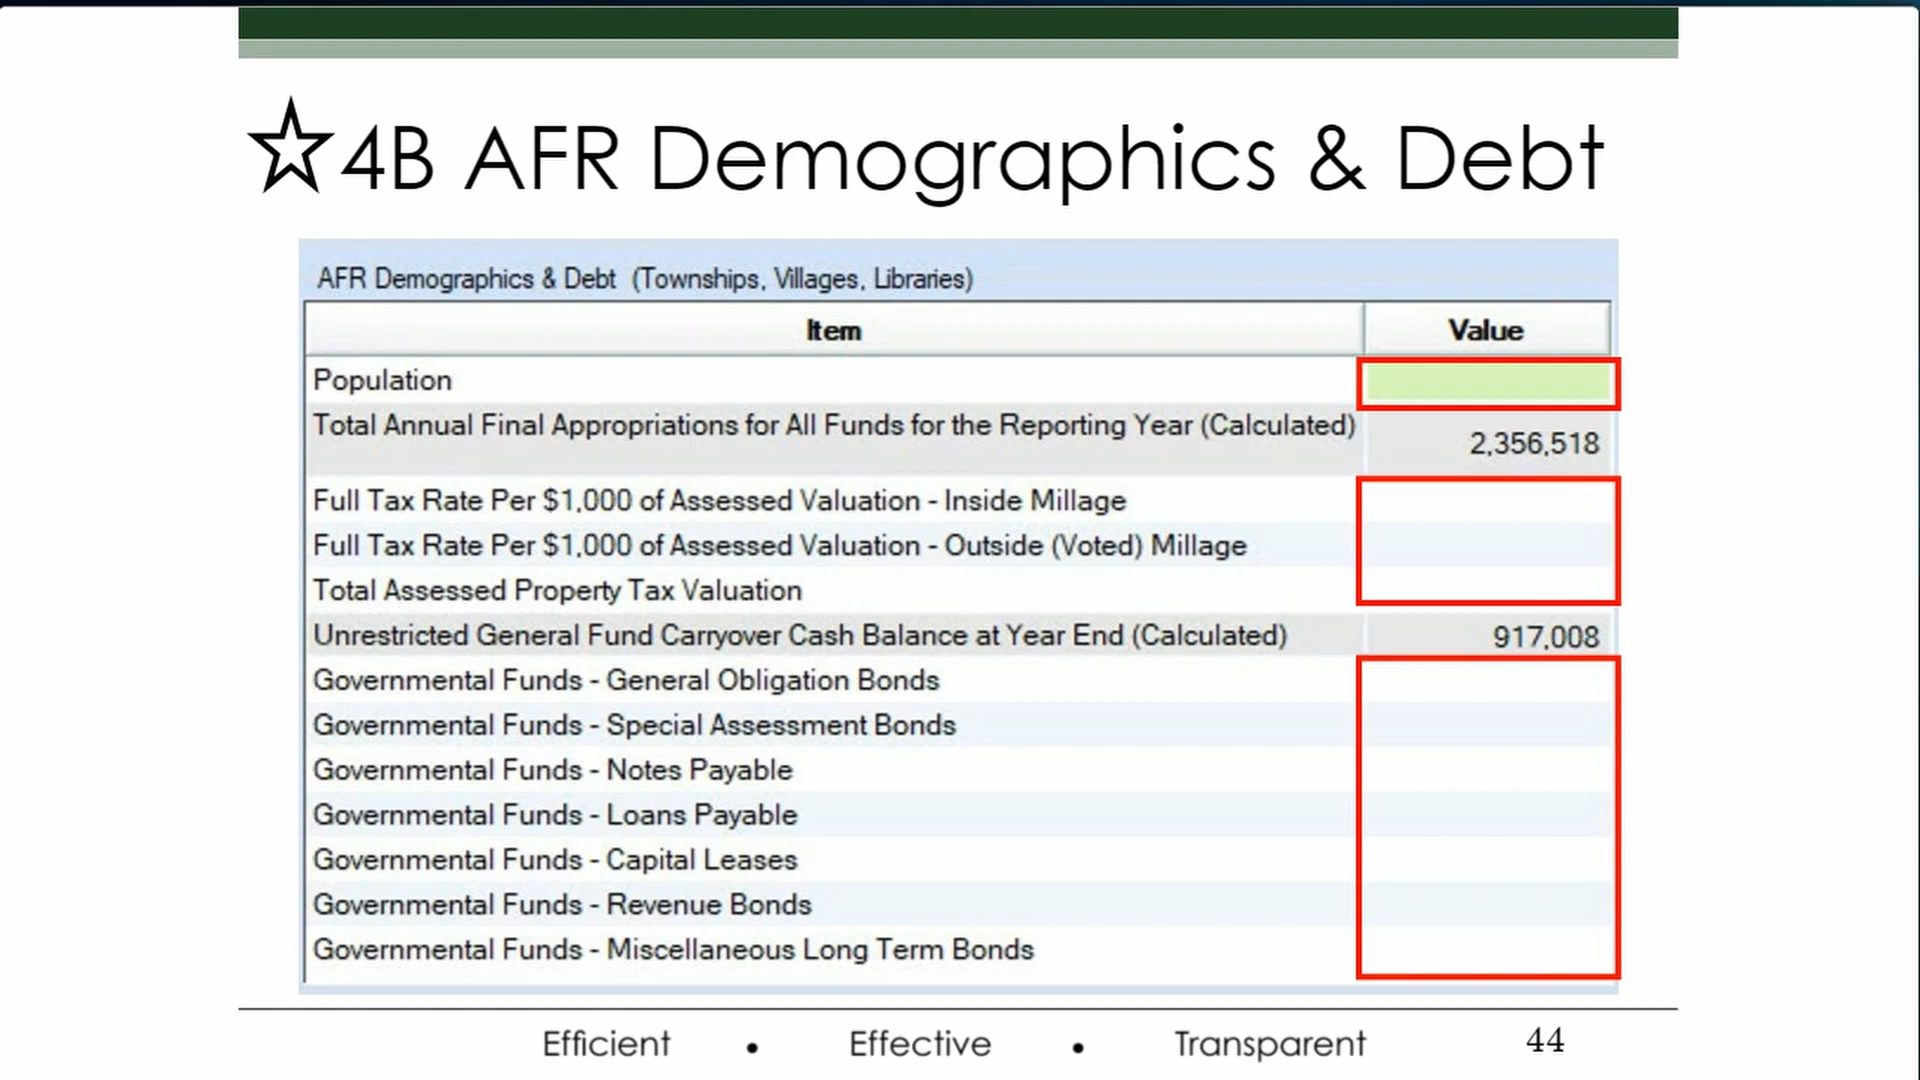 4B AFR Demographics & Debt
AFR Demographics & Debt (Townships, Villages, Libraries)
Item Value
Population
Total Annual Final Appropriations for All Funds for the Reporting Year (Calculated) 2,356,518
Full Tax Rate Per $1,000 of Assessed Valuation - Inside Millage
Full Tax Rate Per $1,000 of Assessed Valuation - Outside (Voted) Millage
Total Assessed Property Tax Valuation
Unrestricted General Fund Carryover Cash Balance at Year End (Calculated) 917,008
Governmental Funds - General Obligation Bonds
Governmental Funds - Special Assessment Bonds
Governmental Funds - Notes Payable
Governmental Funds - Loans Payable
Governmental Funds - Capital Leases
Governmental Funds - Revenue Bonds
Governmental Funds - Miscellaneous Long Term Bonds
Efficient • Effective • Transparent 44